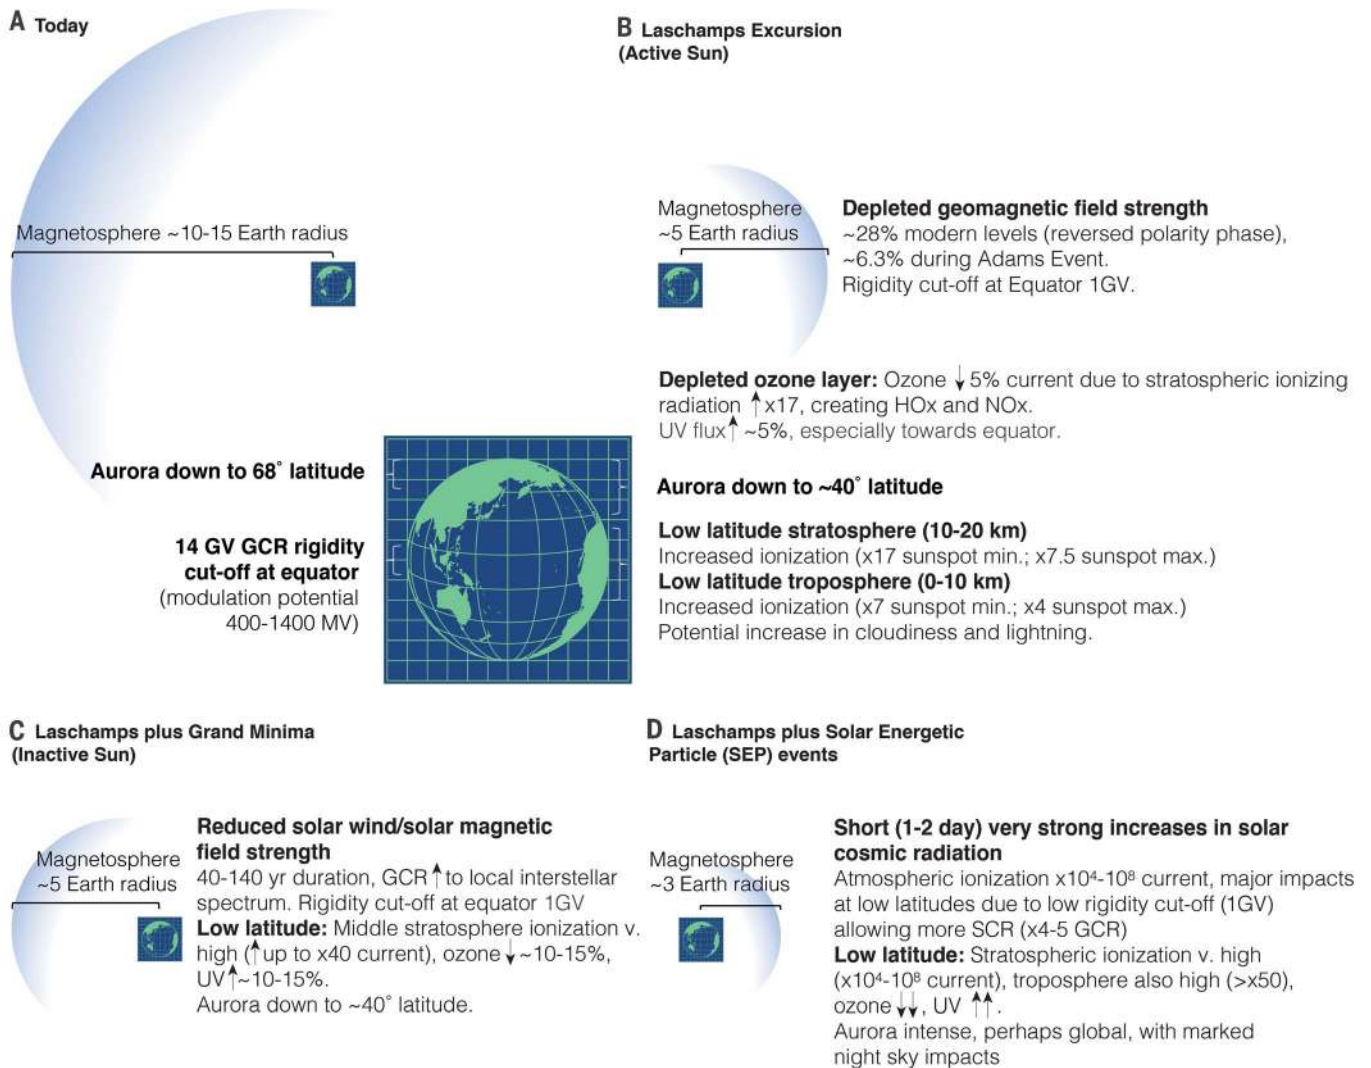 A Today
Magnetosphere ~10-15 Earth radius
Aurora down to 68˚ latitude
14 GV GCR rigidity
cut-off at equator
(modulation potential
400-1400 MV)
B Laschamps Excursion
(Active Sun)
Magnetosphere
~5 Earth radius
Depleted geomagnetic field strength
~28% modern levels (reversed polarity phase),
~6.3% during Adams Event.
Rigidity cut-off at Equator 1GV.
Depleted ozone layer: Ozone ↓ 5% current due to stratospheric ionizing
radiation ↑ x17, creating HOx and NOx.
UV flux↑ ~5%, especially towards equator.
Aurora down to ~40˚ latitude
Low latitude stratosphere (10-20 km)
Increased ionization (x17 sunspot min.; x7.5 sunspot max.)
Low latitude troposphere (0-10 km)
Increased ionization (x7 sunspot min.; x4 sunspot max.)
Potential increase in cloudiness and lightning.
C Laschamps plus Grand Minima
(Inactive Sun)
Magnetosphere
~5 Earth radius
Reduced solar wind/solar magnetic
field strength
40-140 yr duration, GCR↑ to local interstellar
spectrum. Rigidity cut-off at equator 1GV
Low latitude: Middle stratosphere ionization v.
high (↑up to x40 current), ozone ↓ ~10-15%,
UV↑~10-15%.
Aurora down to ~40˚ latitude.
D Laschamps plus Solar Energetic
Particle (SEP) events
Magnetosphere
~3 Earth radius
Short (1-2 day) very strong increases in solar
cosmic radiation
Atmospheric ionization x10⁴-10⁸ current, major impacts
at low latitudes due to low rigidity cut-off (1GV)
allowing more SCR (x4-5 GCR)
Low latitude: Stratospheric ionization v. high
(x10⁴-10⁸ current), troposphere also high (>x50),
ozone ↓↓, UV ↑↑.
Aurora intense, perhaps global, with marked
night sky impacts